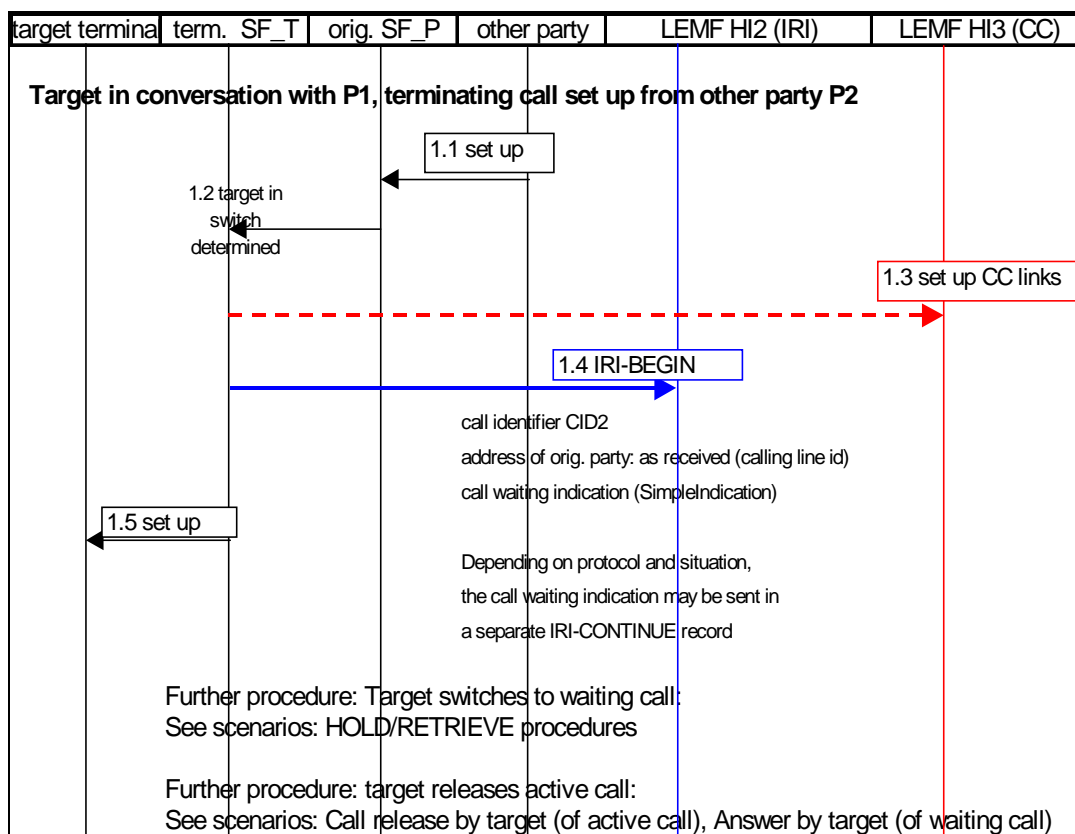 target termina term. SF_T orig. SF_P other party LEMF HI2 (IRI) LEMF HI3 (CC)
Target in conversation with P1, terminating call set up from other party P2
1.1 set up
1.2 target in
switch
determined
1.3 set up CC links
1.4 IRI-BEGIN
call identifier CID2
address of orig. party: as received (calling line id)
call waiting indication (SimpleIndication)
1.5 set up
Depending on protocol and situation,
the call waiting indication may be sent in
a separate IRI-CONTINUE record
Further procedure: Target switches to waiting call:
See scenarios: HOLD/RETRIEVE procedures
Further procedure: target releases active call:
See scenarios: Call release by target (of active call), Answer by target (of waiting call)